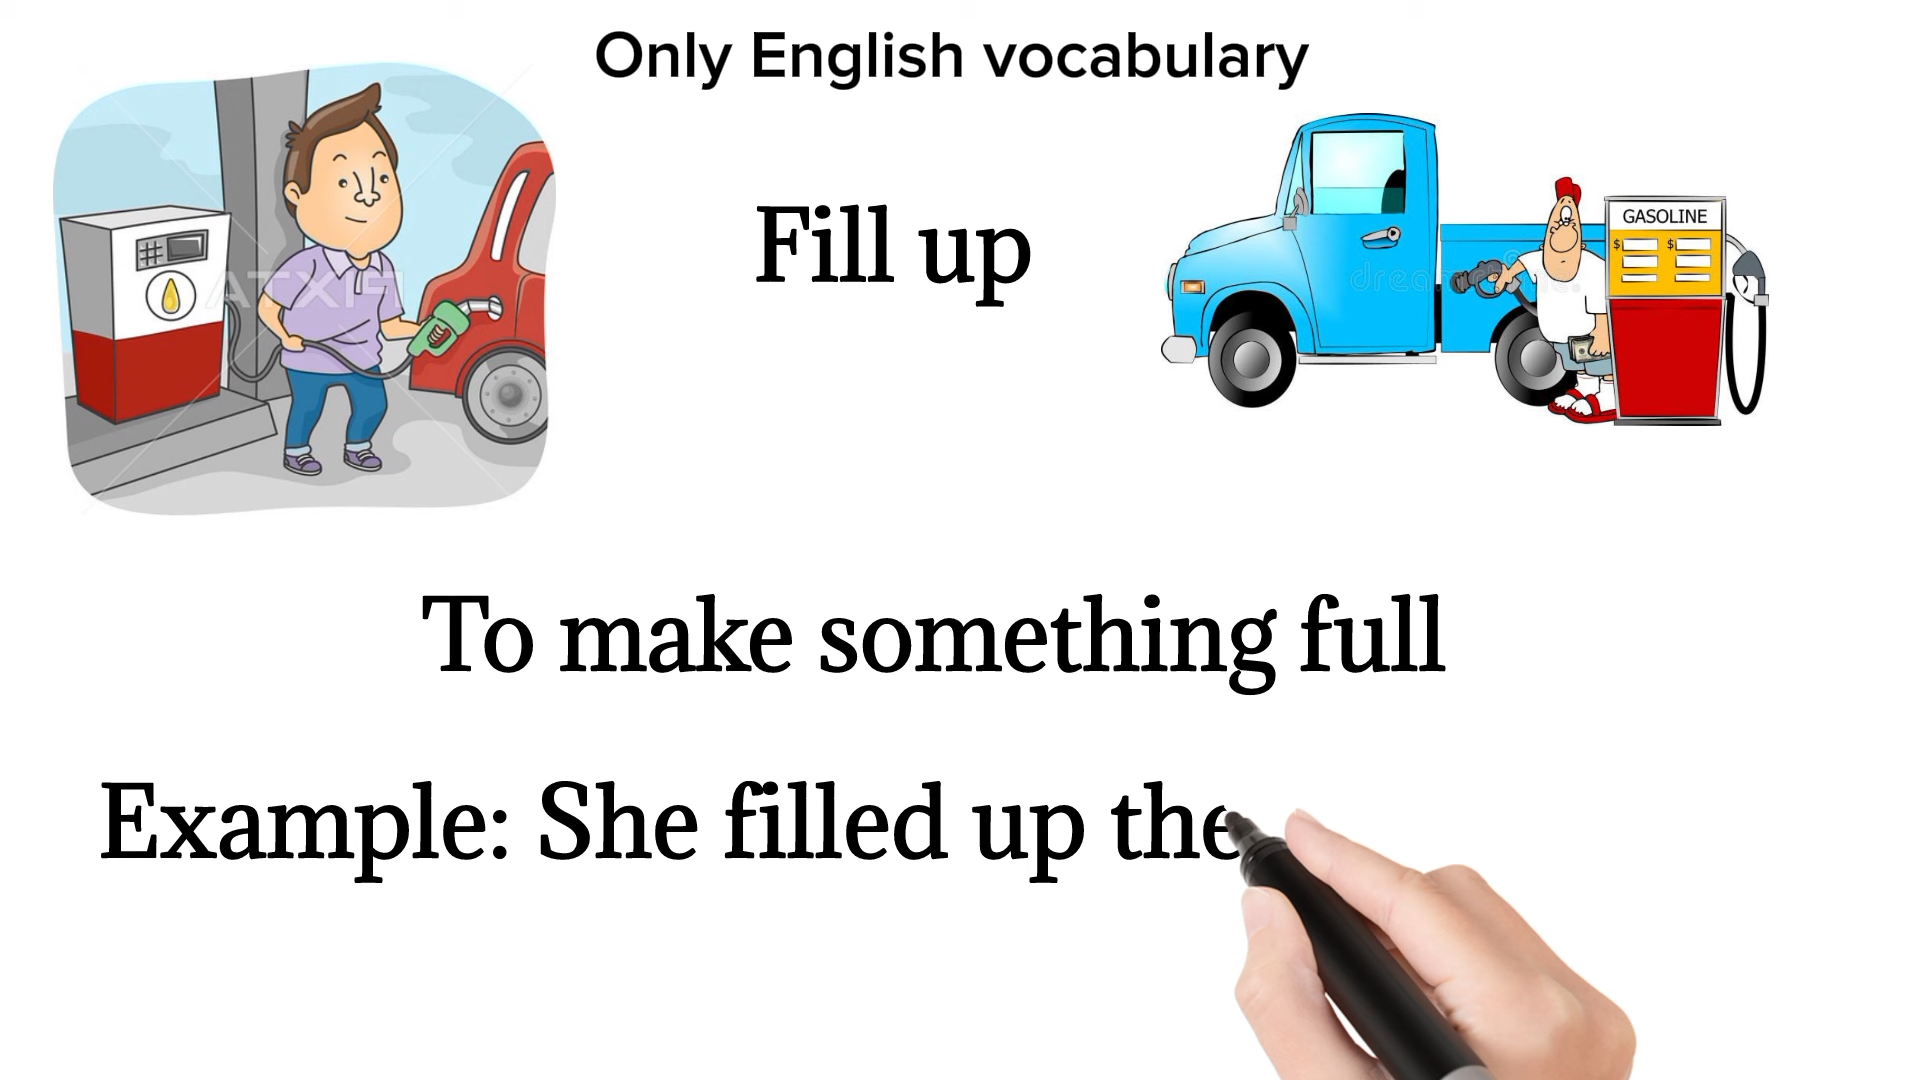 Only English vocabulary
Fill up
GASOLINE
$ $
To make something full
Example: She filled up the